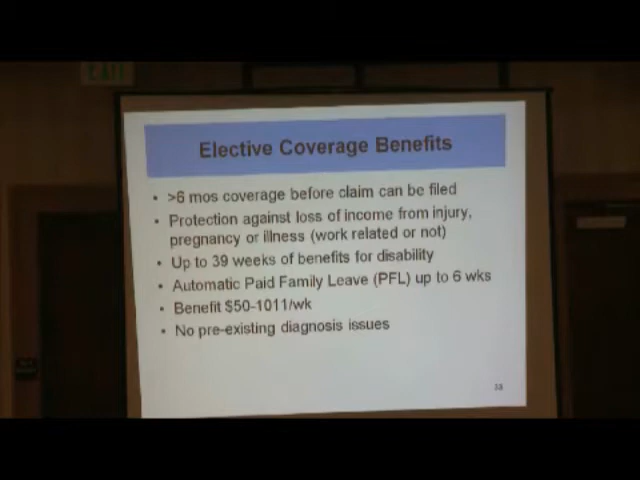 EXIT
Elective Coverage Benefits
• >6 mos coverage before claim can be filed
• Protection against loss of income from injury,
pregnancy or illness (work related or not)
• Up to 39 weeks of benefits for disability
• Automatic Paid Family Leave (PFL) up to 6 wks
• Benefit $50-1011/wk
• No pre-existing diagnosis issues